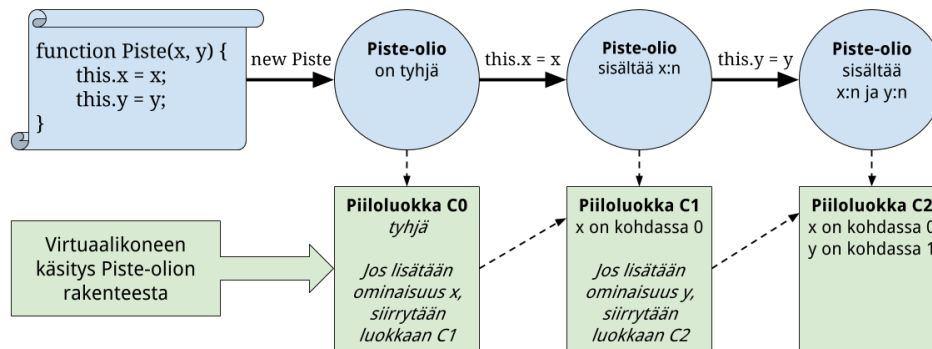 function Piste(x, y) {
this.x = x;
this.y = y;
}
new Piste
Piste-olio
on tyhjä
this.x = x
Piste-olio
sisältää x:n
this.y = y
Piste-olio
sisältää
x:n ja y:n
Virtuaalikoneen
käsitys Piste-olion
rakenteesta
Piiloluokka C0
tyhjä
Jos lisätään
ominaisuus x,
siirrytään
luokkaan C1
Piiloluokka C1
x on kohdassa 0
Jos lisätään
ominaisuus y,
siirrytään
luokkaan C2
Piiloluokka C2
x on kohdassa 0
y on kohdassa 1